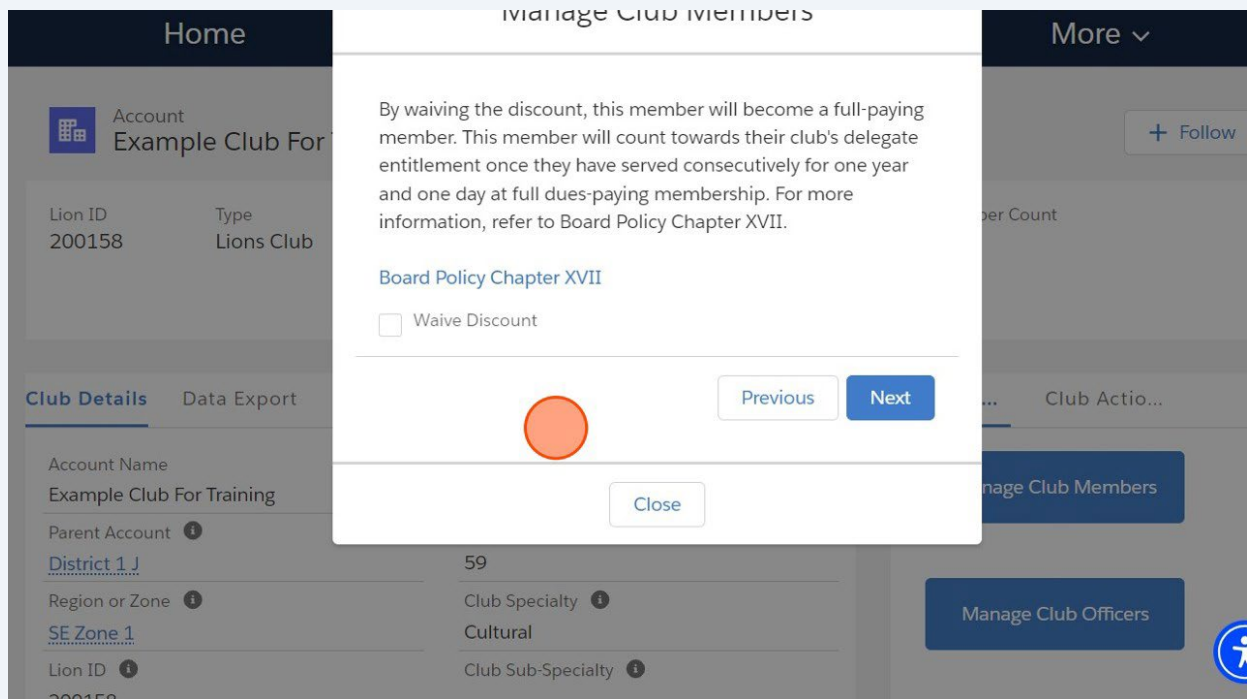 Manage Club Members
Home
More
Account
Example Club For
+ Follow
Lion ID
Type
200158
Lions Club
per Count
By waiving the discount, this member will become a full-paying
member. This member will count towards their club's delegate
entitlement once they have served consecutively for one year
and one day at full dues-paying membership. For more
information, refer to Board Policy Chapter XVII.
Board Policy Chapter XVII
Waive Discount
Previous
Next
Close
Club Details
Data Export
...
Club Actio...
Account Name
Example Club For Training
Parent Account
District 1 J
59
Region or Zone
Club Specialty
SE Zone 1
Cultural
Lion ID
Club Sub-Specialty
200158
nage Club Members
Manage Club Officers